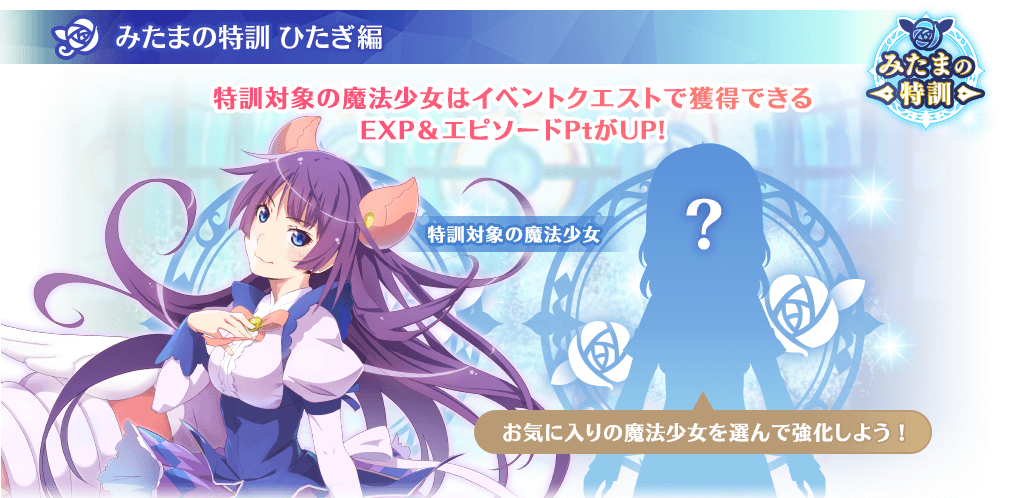 みたまの特訓 ひたぎ編
みたまの
特訓
特訓対象の魔法少女はイベントクエストで獲得できる
EXP＆エピソードPtがUP!
特訓対象の魔法少女
?
お気に入りの魔法少女を選んで強化しよう！